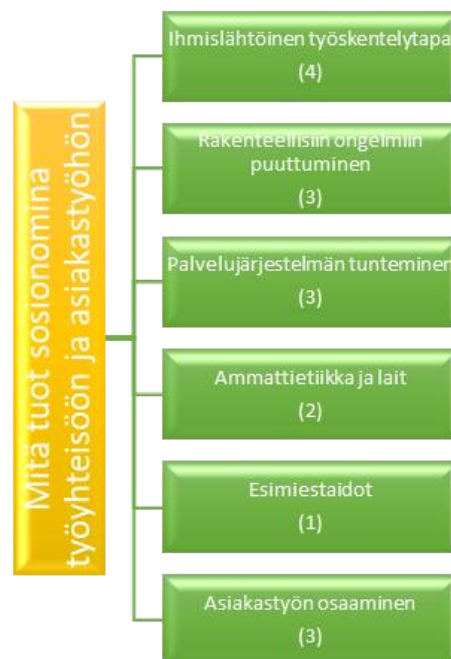 Mitä tuot sosionomina
työyhteisöön ja asiakastyöhön
Ihmislähtöinen työskentelytapa
(4)
Rakenteellisiin ongelmiin
puuttuminen
(3)
Palvelujärjestelmän tunteminen
(3)
Ammattietiikka ja lait
(2)
Esimiestaidot
(1)
Asiakastyön osaaminen
(3)